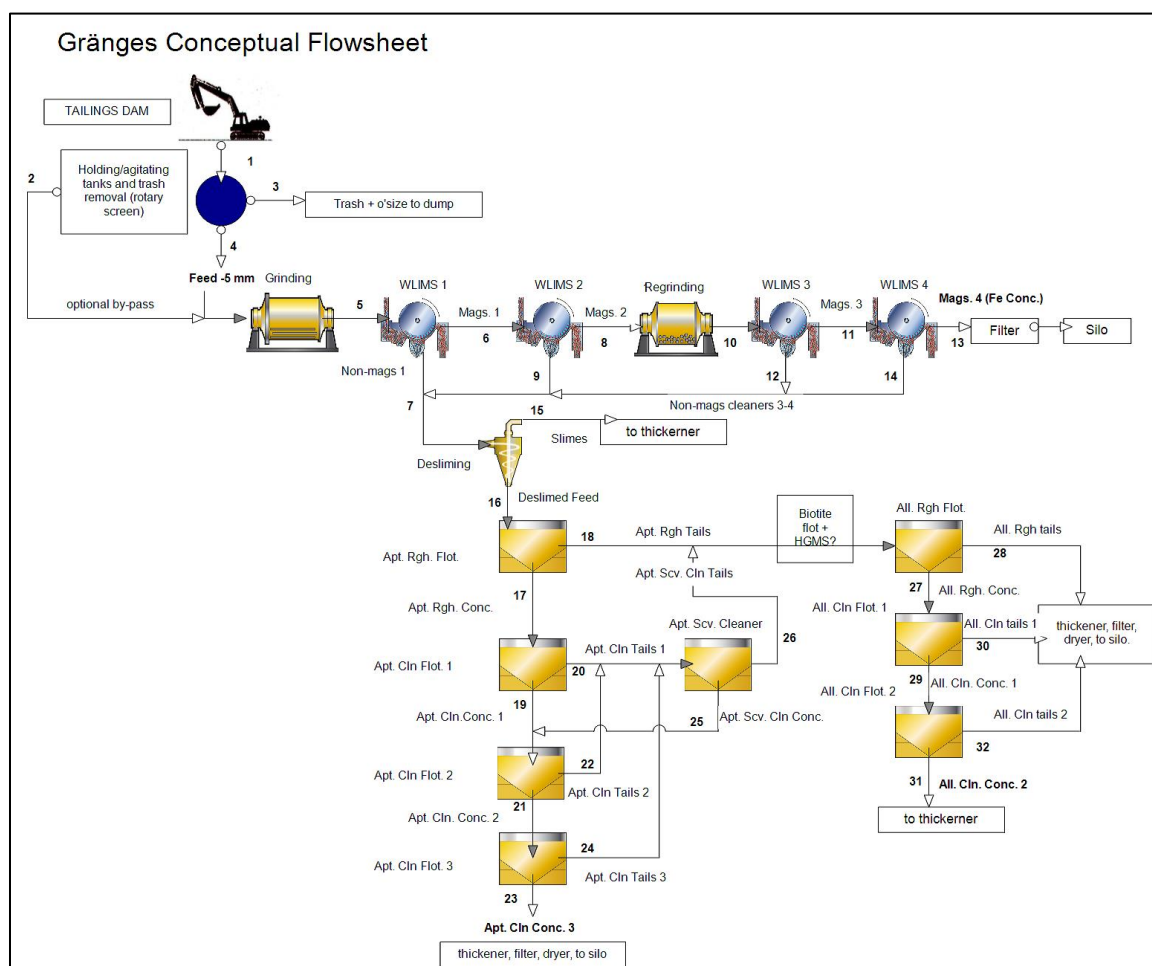 Gränges Conceptual Flowsheet
TAILINGS DAM
1
2
Holding/agitating
tanks and trash
removal (rotary
screen)
3
Trash + o'size to dump
4
Feed -5 mm
Grinding
optional by-pass
5
WLIMS 1
Mags. 1
6
WLIMS 2
Mags. 2
8
Regrinding
10
WLIMS 3
Mags. 3
11
WLIMS 4
Mags. 4 (Fe Conc.)
13
Filter
Silo
Non-mags 1
7
9
12
14
Non-mags cleaners 3-4
15
Slimes
to thickerner
Desliming
16
Deslimed Feed
18
Apt. Rgh Tails
Biotite
flot +
HGMS?
All. Rgh Flot.
All. Rgh tails
28
Apt. Rgh. Flot.
17
Apt. Rgh. Conc.
Apt. Scv. Cln Tails
27
All. Rgh. Conc.
All. Cln Flot. 1
All. Cln tails 1
30
thickener, filter,
dryer, to silo.
Apt. Scv. Cleaner
26
Apt. Cln Tails 1
20
Apt. Cln Flot. 1
19
Apt. Cln.Conc. 1
25
Apt. Scv. Cln Conc.
29
All. Cln. Conc. 1
All. Cln Flot. 2
All. Cln tails 2
32
31
All. Cln. Conc. 2
to thickerner
Apt. Cln Flot. 2
22
Apt. Cln Tails 2
21
Apt. Cln. Conc. 2
24
Apt. Cln Flot. 3
Apt. Cln Tails 3
23
Apt. Cln Conc. 3
thickener, filter, dryer, to silo